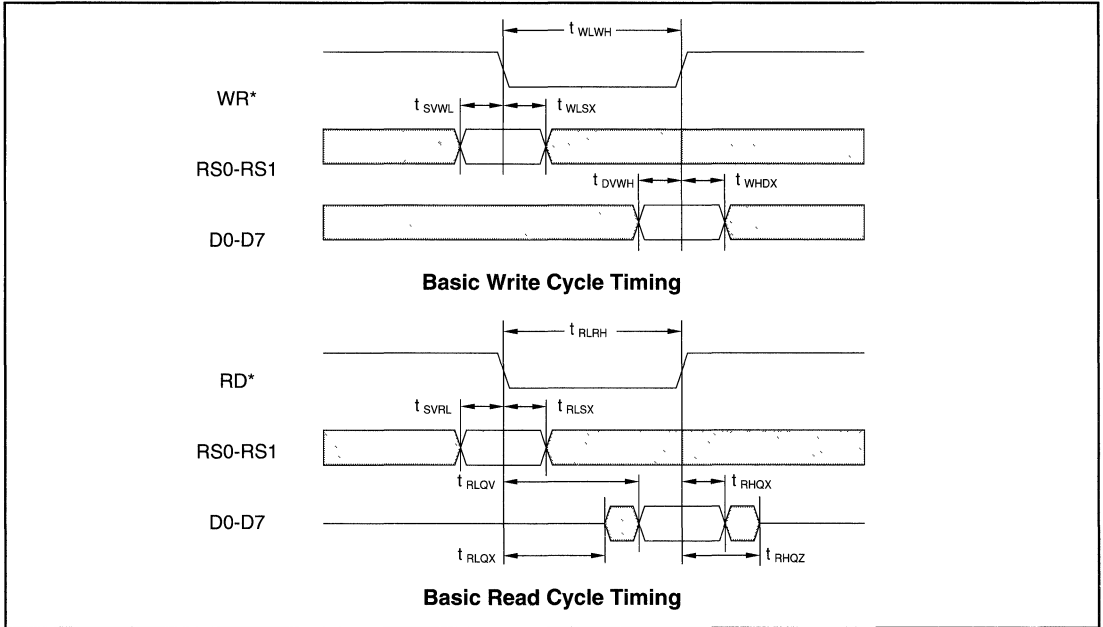 t WLWH
WR*
t SVWL
t WLSX
RS0-RS1
t DVWH
t WHDX
D0-D7
Basic Write Cycle Timing
t RLRH
RD*
t SVRL
t RLSX
RS0-RS1
t RLQV
t RHQX
D0-D7
t RLQX
t RHQZ
Basic Read Cycle Timing